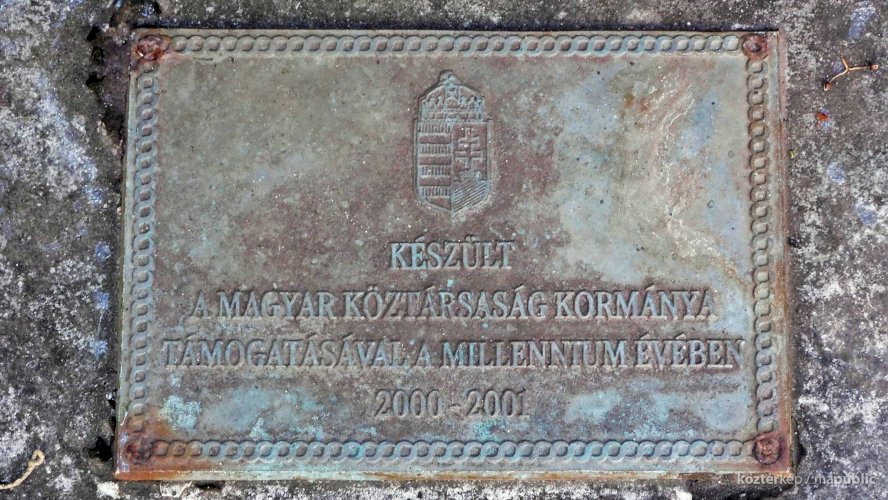 KÉSZÜLT
A MAGYAR KÖZTÁRSASÁG KORMÁNYA
TÁMOGATÁSÁVAL A MILLENNIUM ÉVÉBEN
2000 - 2001
köztérkép / mapublic